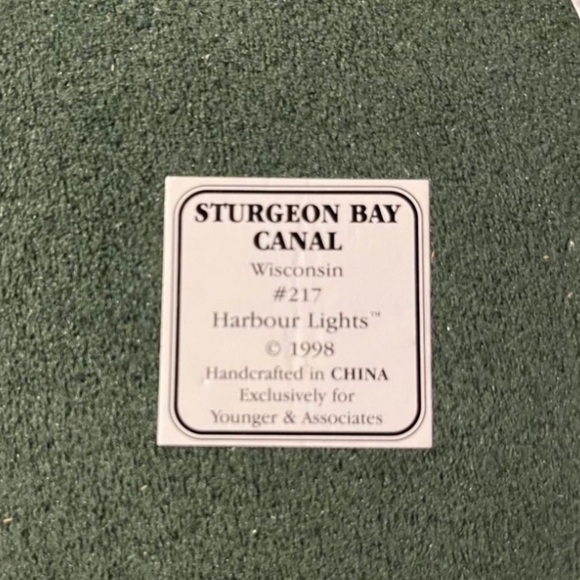 STURGEON BAY
CANAL
Wisconsin
#217
Harbour Lights™
© 1998
Handcrafted in CHINA
Exclusively for
Younger & Associates